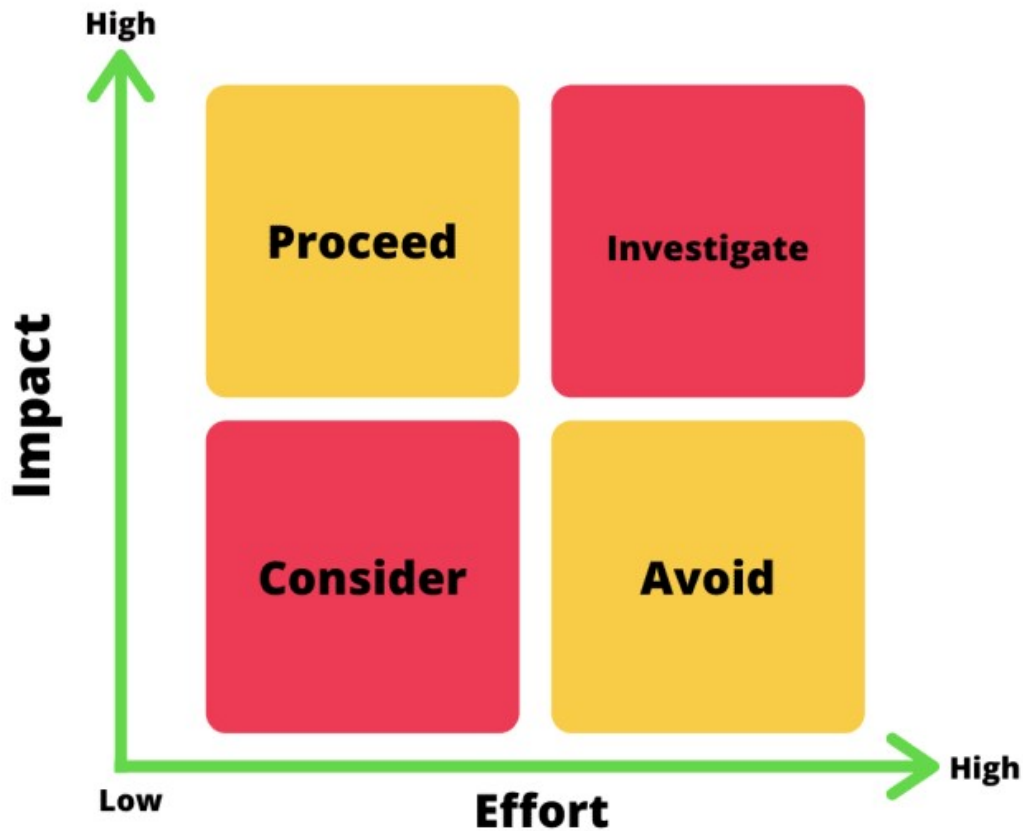 High
Proceed
Investigate
Impact
Consider
Avoid
High
Low
Effort